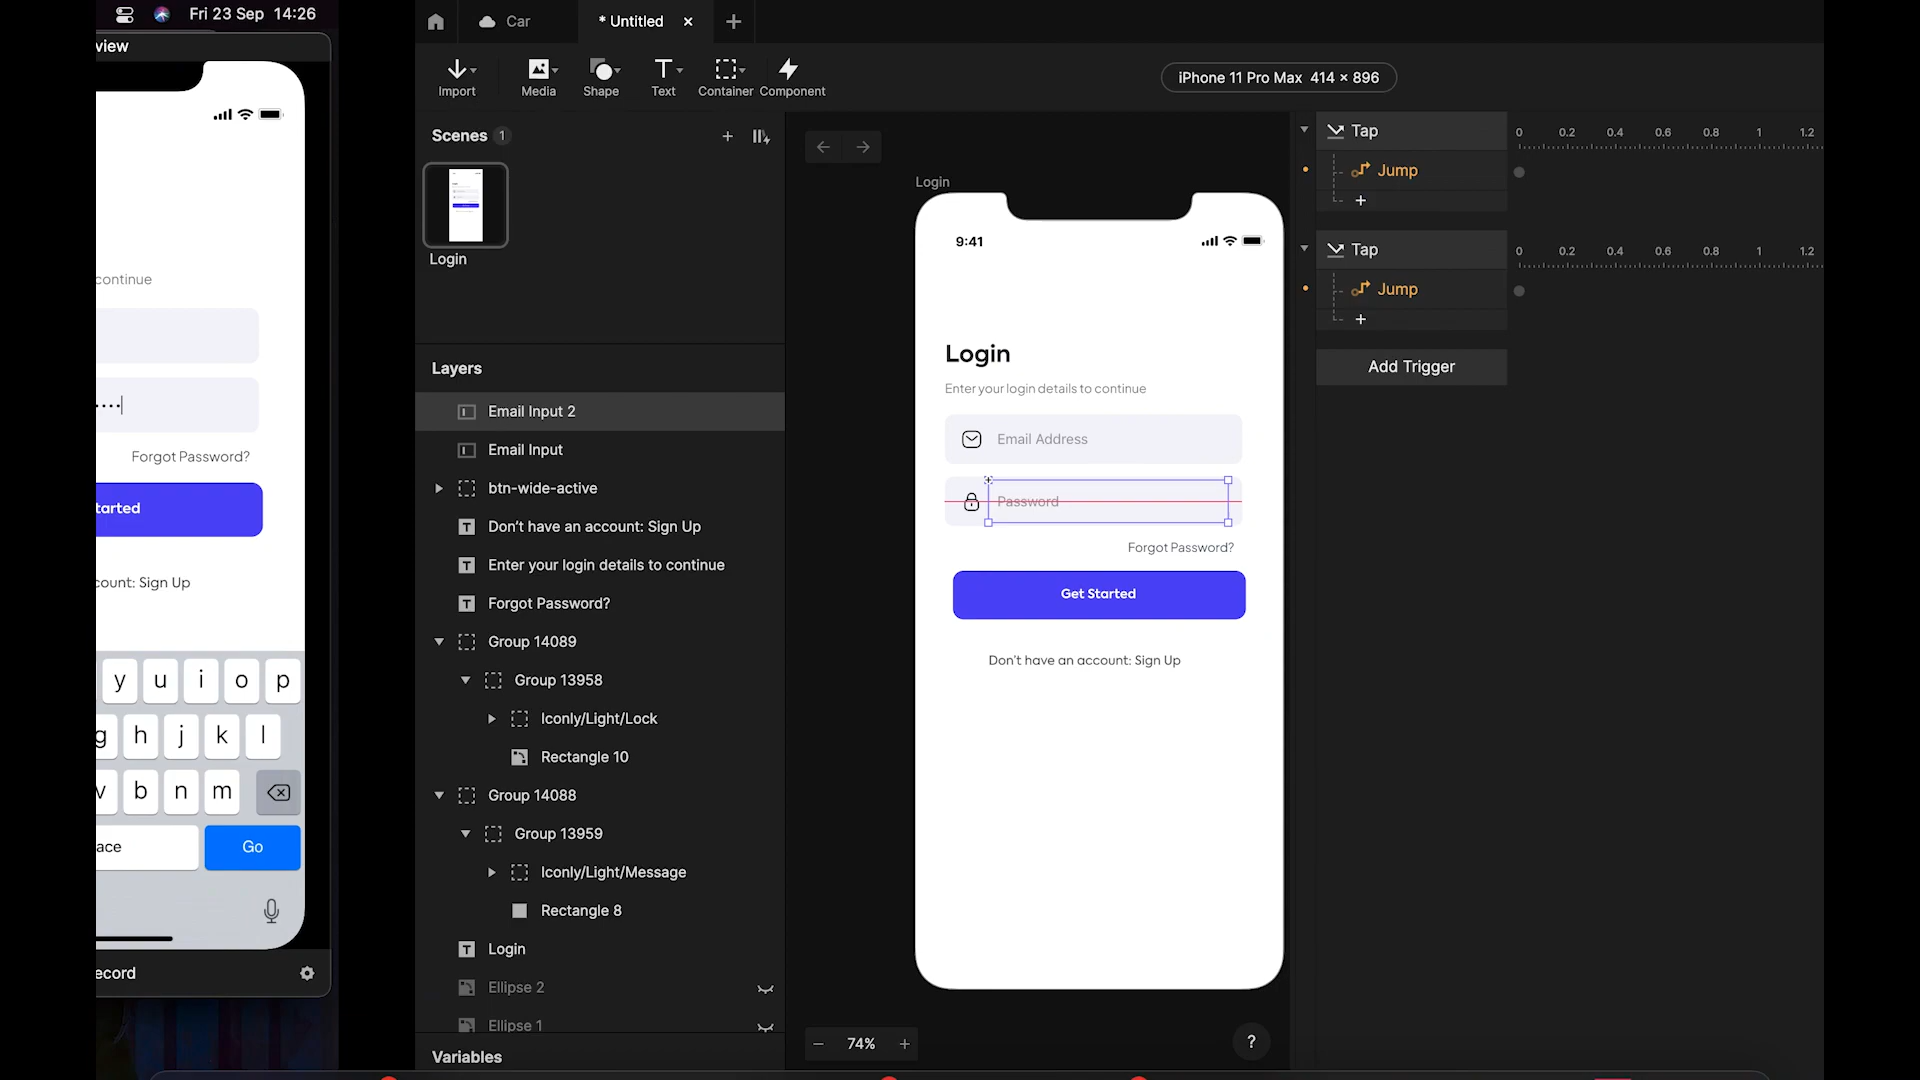 Fri 23 Sep 14:26
view
continue
Forgot Password?
tarted
count: Sign Up
y u i o p
g h j k l
v b n m
ace
Go
ecord
Car
* Untitled
Import
Media
Shape
Text
Container
Component
iPhone 11 Pro Max 414 × 896
Scenes 1
Login
Layers
Email Input 2
Email Input
btn-wide-active
Don't have an account: Sign Up
Enter your login details to continue
Forgot Password?
Group 14089
Group 13958
Iconly/Light/Lock
Rectangle 10
Group 14088
Group 13959
Iconly/Light/Message
Rectangle 8
Login
Ellipse 2
Ellipse 1
Variables
Login
9:41
Login
Enter your login details to continue
Email Address
Password
Forgot Password?
Get Started
Don't have an account: Sign Up
74%
?
Tap
0 0.2 0.4 0.6 0.8 1 1.2
Jump
Tap
0 0.2 0.4 0.6 0.8 1 1.2
Jump
Add Trigger